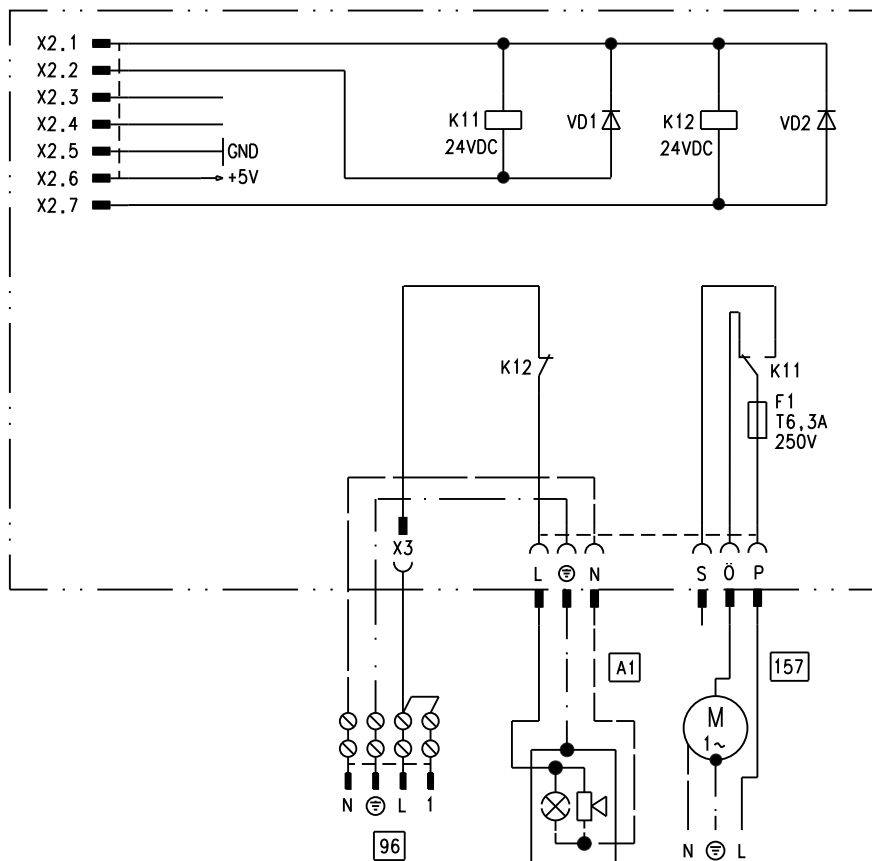 X2.1
X2.2
X2.3
X2.4
X2.5 GND
X2.6 +5V
X2.7
K11 VD1 K12 VD2
24VDC 24VDC
K12 K11
F1
T6,3A
250V
X3
L N S Ö P
A1 157
M
1~
N L 1 N L
96